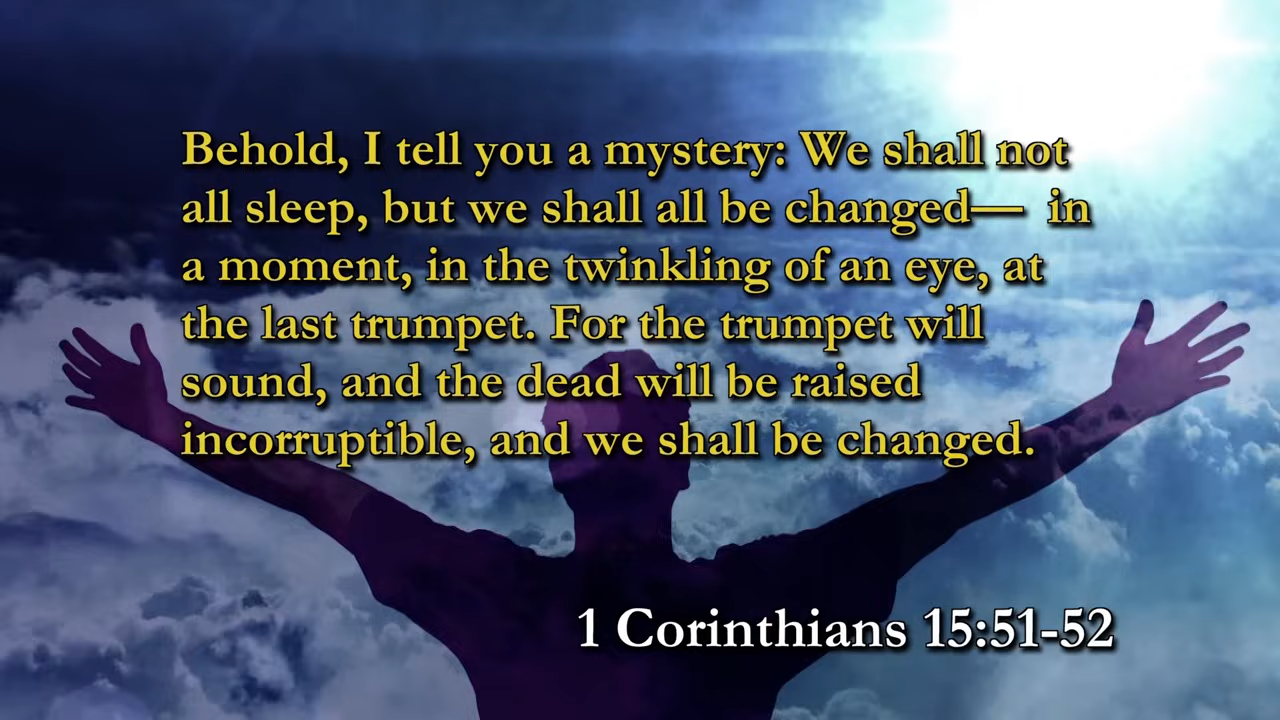 Behold, I tell you a mystery: We shall not
all sleep, but we shall all be changed— in
a moment, in the twinkling of an eye, at
the last trumpet. For the trumpet will
sound, and the dead will be raised
incorruptible, and we shall be changed.
1 Corinthians 15:51-52